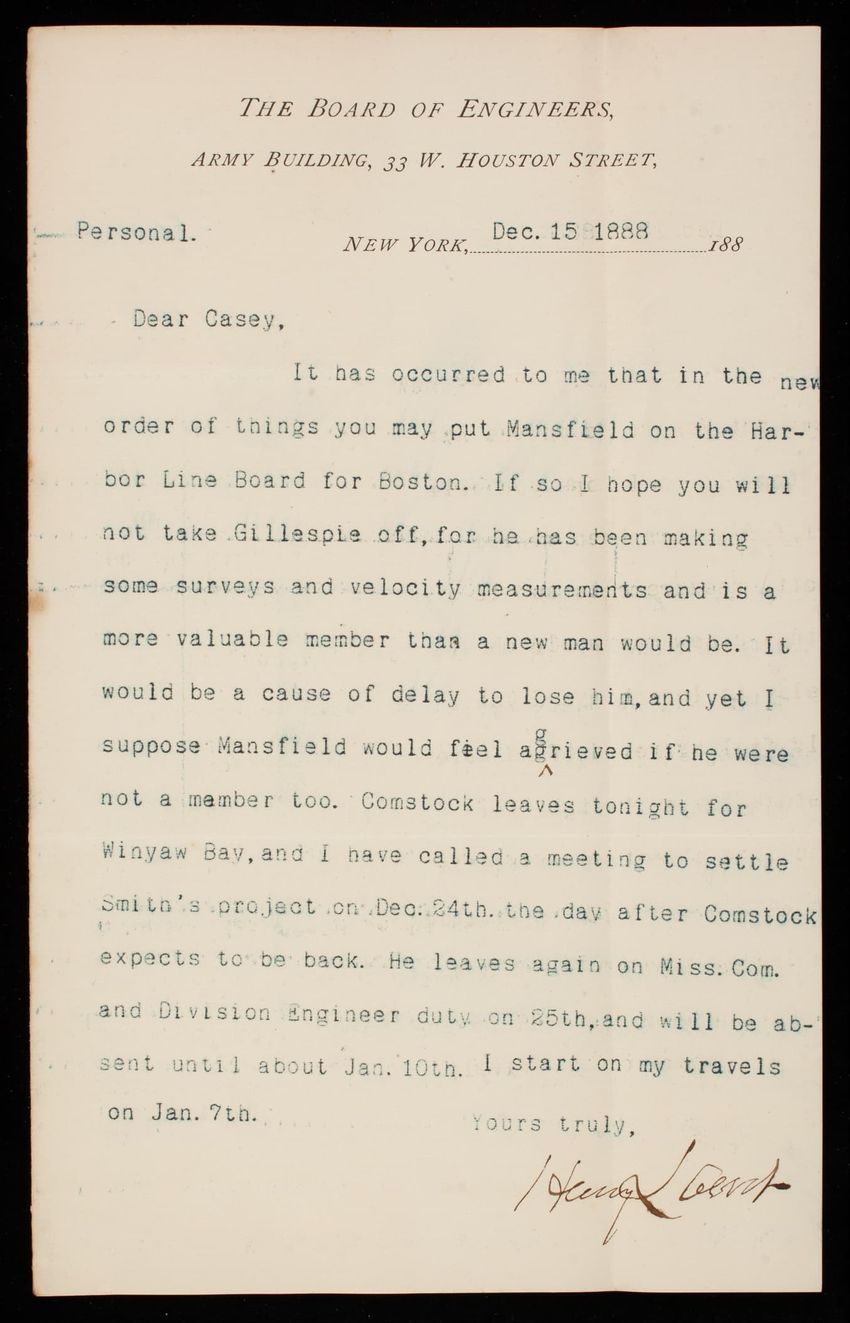 THE BOARD OF ENGINEERS,
ARMY BUILDING, 33 W. HOUSTON STREET,
Personal.
NEW YORK, Dec. 15 1888 188
Dear Casey,
It has occurred to me that in the new
order of things you may put Mansfield on the Har-
bor Line Board for Boston. If so I hope you will
not take Gillespie off, for he has been making
some surveys and velocity measurements and is a
more valuable member than a new man would be. It
would be a cause of delay to lose him, and yet I
suppose Mansfield would feel aggrieved if he were
not a member too. Comstock leaves tonight for
Winyaw Bay, and I have called a meeting to settle
Smith's project on Dec. 24th. the day after Comstock
expects to be back. He leaves again on Miss. Com.
and Division Engineer duty on 25th, and will be ab-
sent until about Jan. 10th. I start on my travels
on Jan. 7th.
Yours truly,
Henry L Abbot